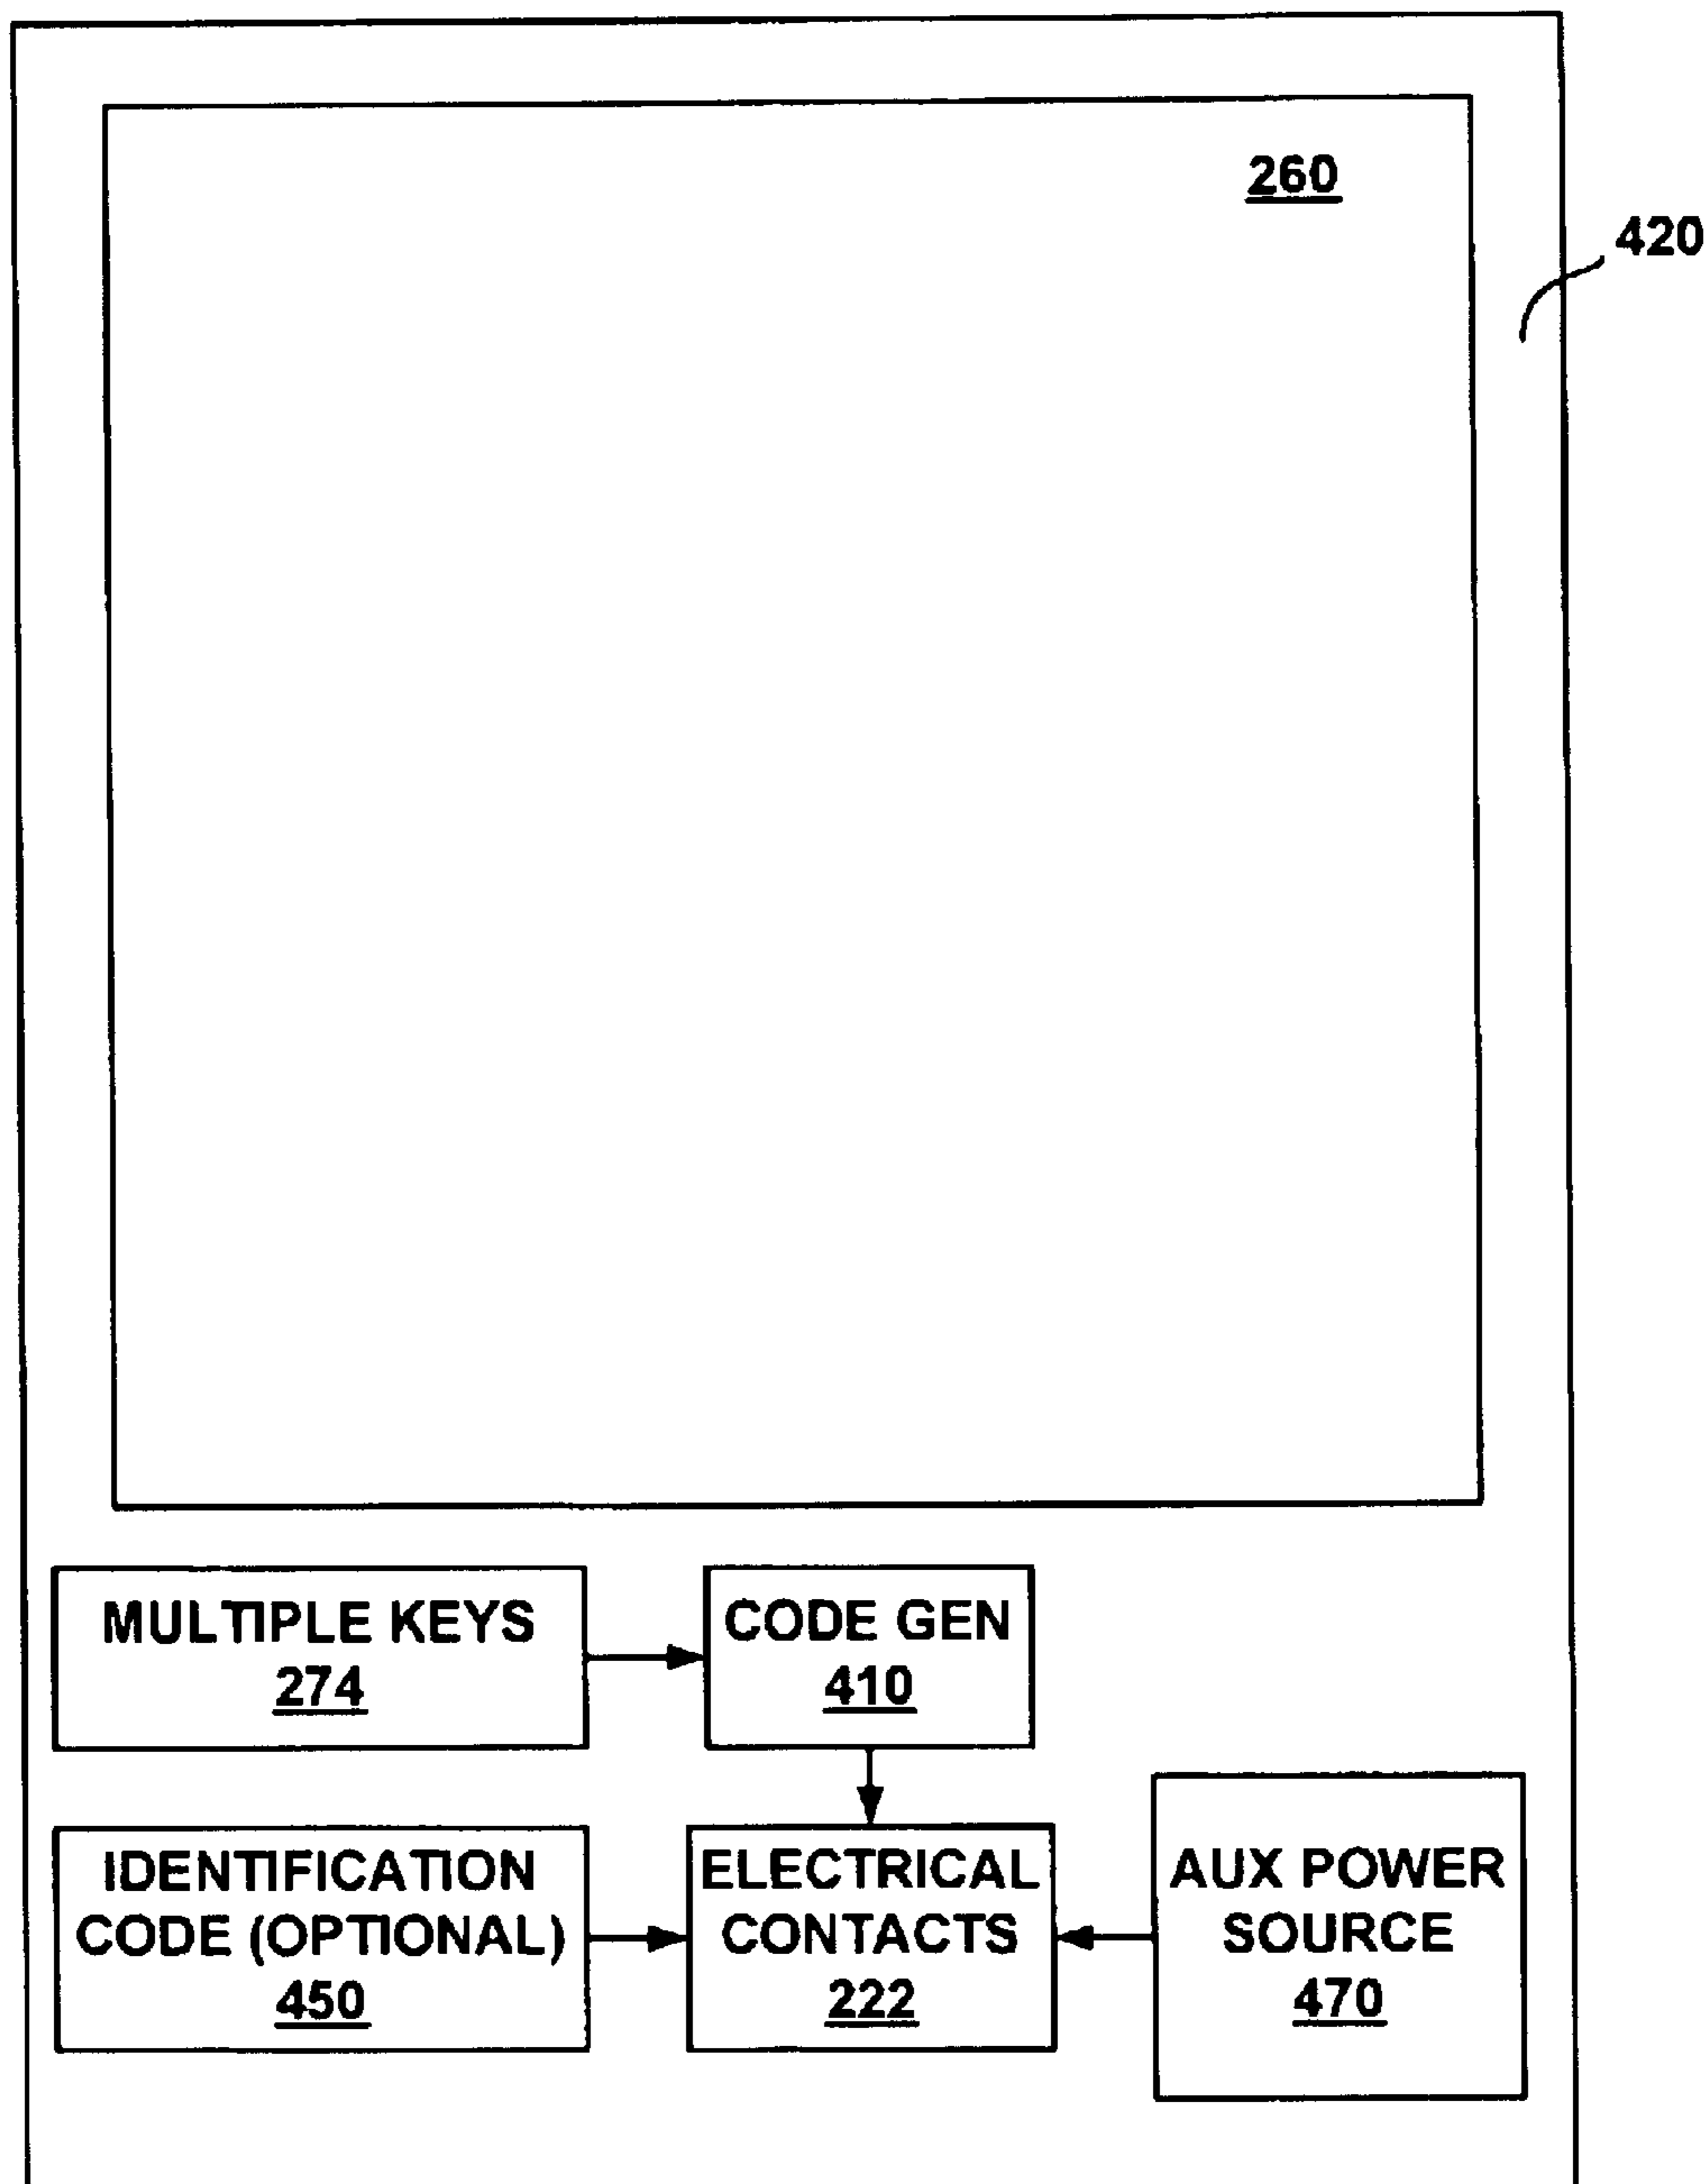 260
420
MULTIPLE KEYS
274
CODE GEN
410
IDENTIFICATION
CODE (OPTIONAL)
450
ELECTRICAL
CONTACTS
222
AUX POWER
SOURCE
470